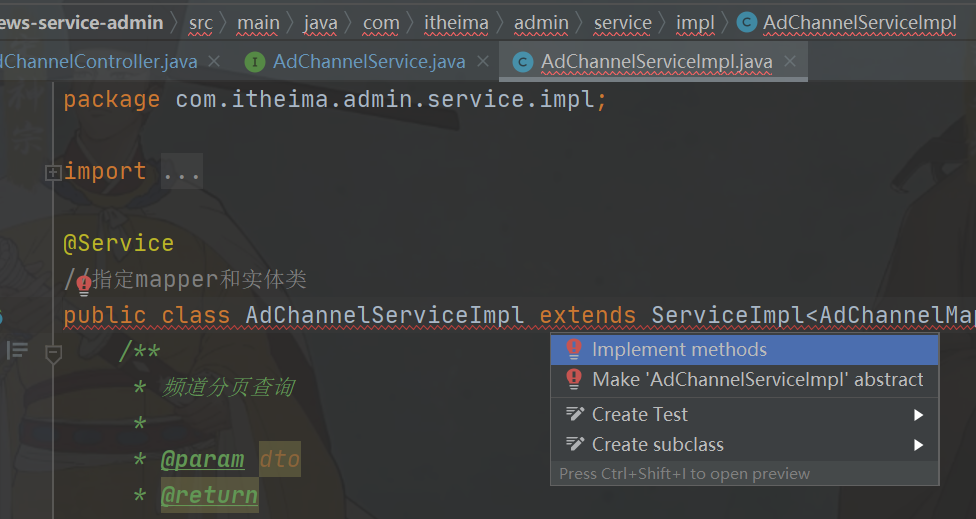 ews-service-admin › src › main › java › com › itheima › admin › service › impl › AdChannelServiceImpl
dChannelController.java × AdChannelService.java × AdChannelServiceImpl.java ×
package com.itheima.admin.service.impl;
import ...
@Service
//指定mapper和实体类
public class AdChannelServiceImpl extends ServiceImpl<AdChannelMap
/**
Implement methods
* 频道分页查询
Make 'AdChannelServiceImpl' abstract
*
Create Test
* @param dto
Create subclass
* @return
Press Ctrl+Shift+I to open preview